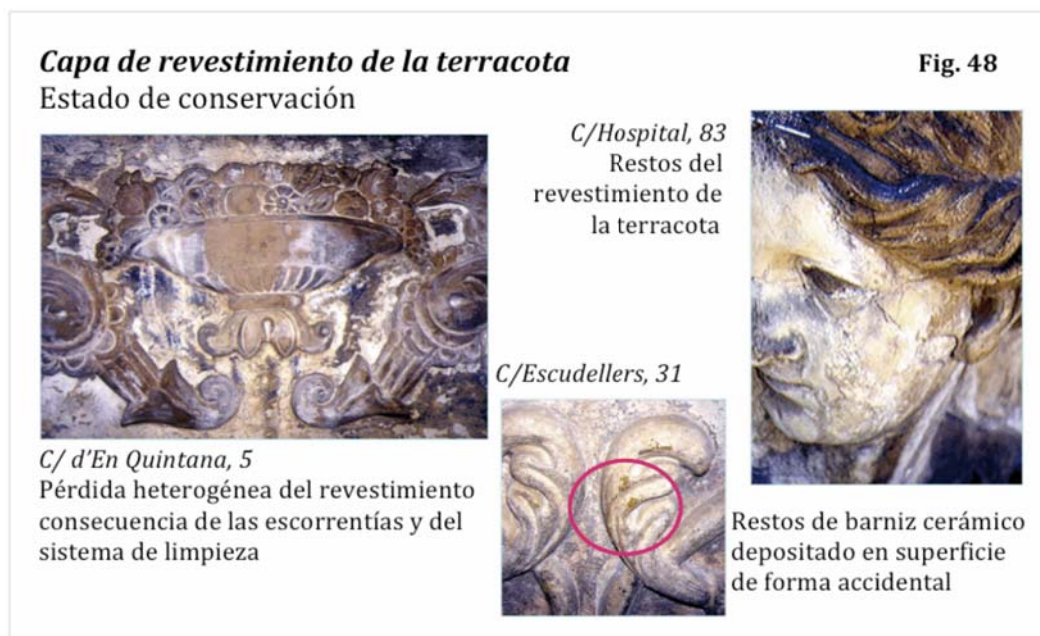 Capa de revestimiento de la terracota
Fig. 48
Estado de conservación
C/Hospital, 83
Restos del
revestimiento de
la terracota
C/ d'En Quintana, 5
Pérdida heterogénea del revestimiento
consecuencia de las escorrentías y del
sistema de limpieza
C/Escudellers, 31
Restos de barniz cerámico
depositado en superficie
de forma accidental